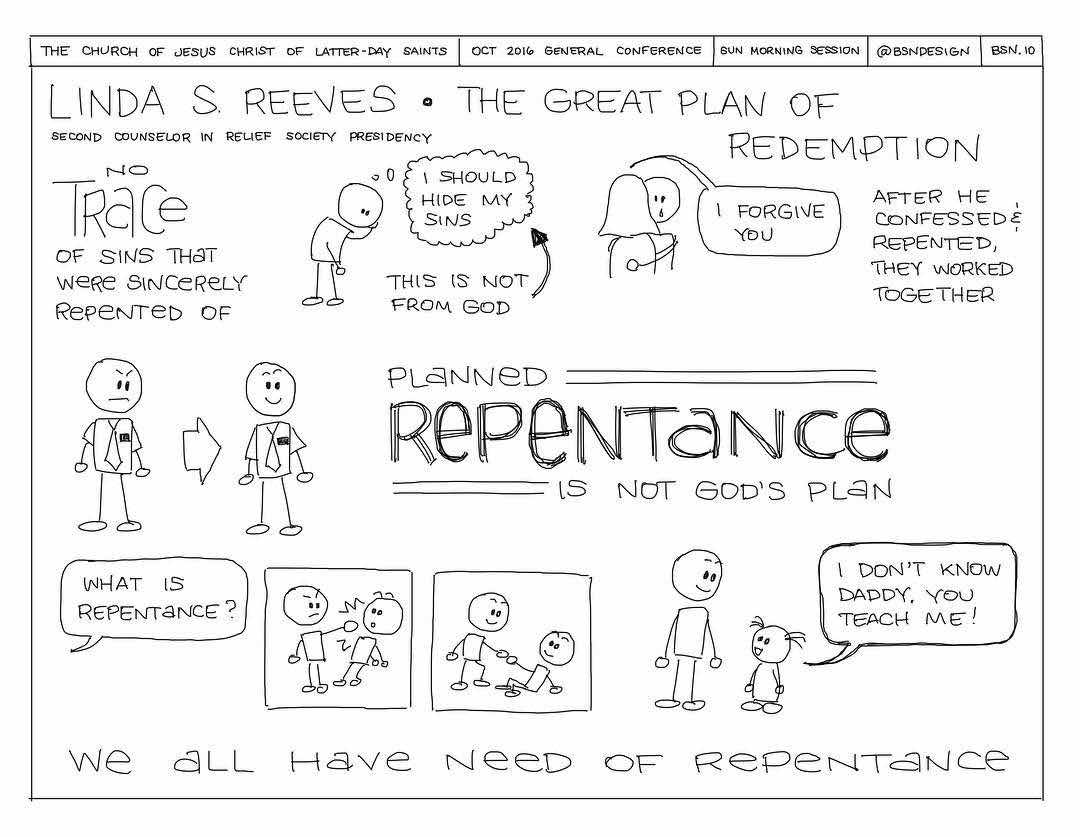 THE CHURCH OF JESUS CHRIST OF LATTER-DAY SAINTS
OCT 2016 GENERAL CONFERENCE
SUN MORNING SESSION
@BSNDESIGN
BSN.10
LINDA S. REEVES • THE GREAT PLAN OF
REDEMPTION
SECOND COUNSELOR IN RELIEF SOCIETY PRESIDENCY
NO
TRaCe
OF SINS THAT
WERE SINCERELY
REPENTED OF
I SHOULD
HIDE MY
SINS
THIS IS NOT
FROM GOD
I FORGIVE
YOU
AFTER HE
CONFESSED &
REPENTED,
THEY WORKED
TOGETHER
PLANNED
RePeNTaNce
IS NOT GOD'S PLAN
WHAT IS
REPENTANCE?
I DON'T KNOW
DADDY, YOU
TEACH ME!
We aLL Have NeeD OF RePeNTaNce